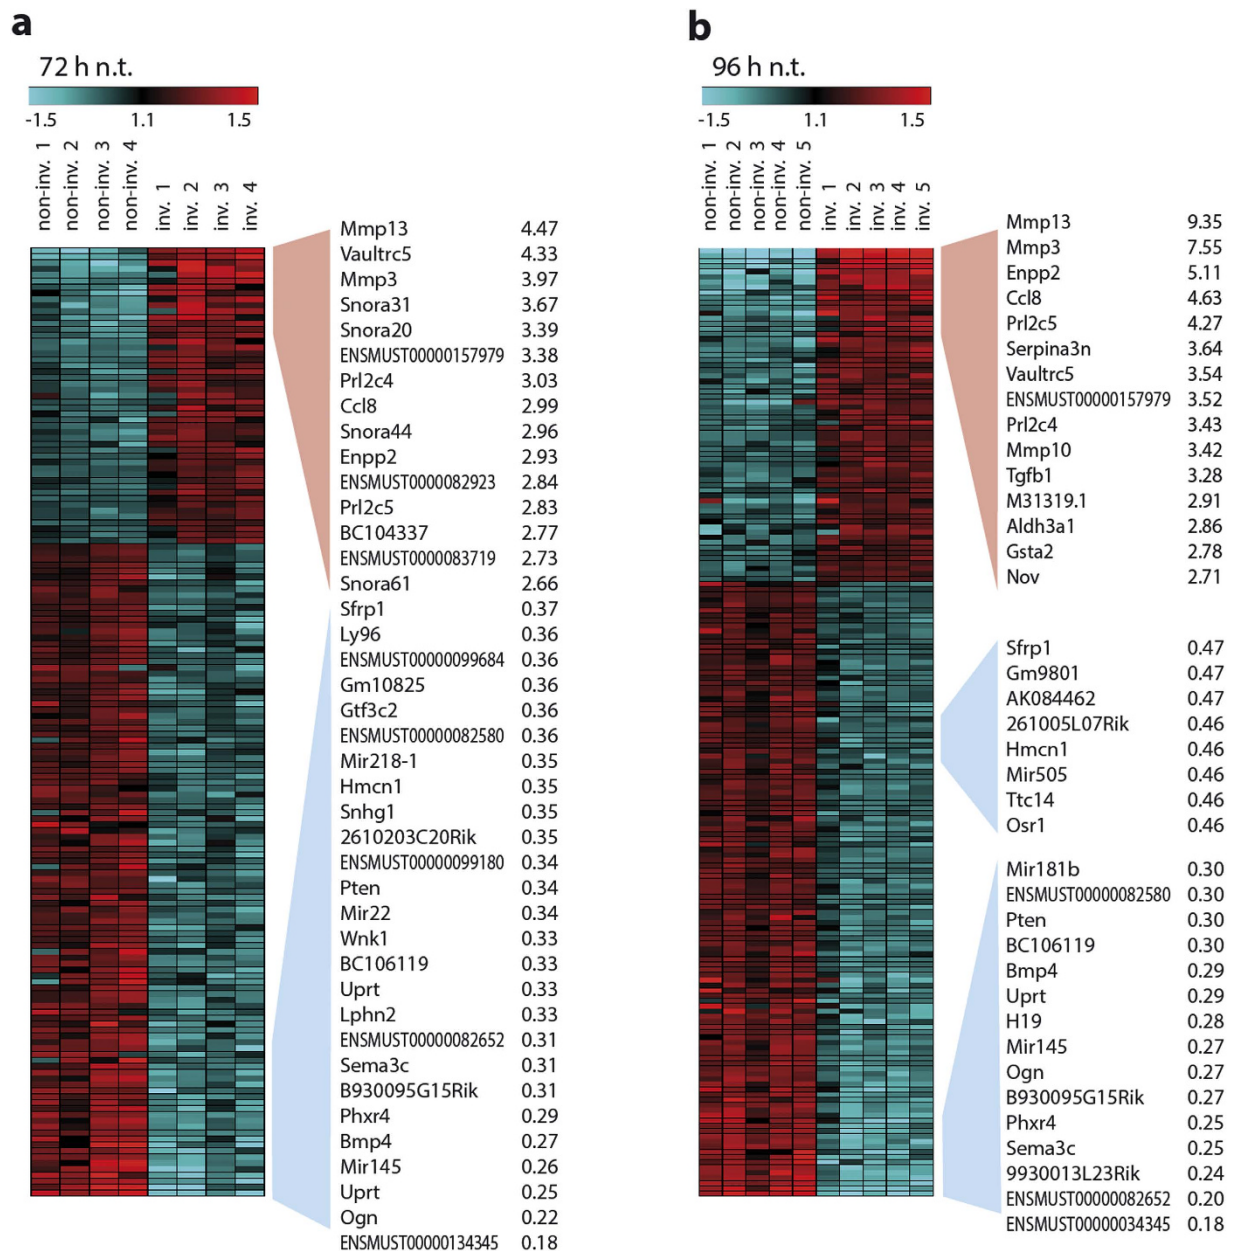 a
72 h n.t.
-1.5 1.1 1.5
non-inv. 1
non-inv. 2
non-inv. 3
non-inv. 4
inv. 1
inv. 2
inv. 3
inv. 4
Mmp13 4.47
Vaultrc5 4.33
Mmp3 3.97
Snora31 3.67
Snora20 3.39
ENSMUST00000157979 3.38
Prl2c4 3.03
Ccl8 2.99
Snora44 2.96
Enpp2 2.93
ENSMUST0000082923 2.84
Prl2c5 2.83
BC104337 2.77
ENSMUST0000083719 2.73
Snora61 2.66
Sfrp1 0.37
Ly96 0.36
ENSMUST00000099684 0.36
Gm10825 0.36
Gtf3c2 0.36
ENSMUST00000082580 0.36
Mir218-1 0.35
Hmcn1 0.35
Snhg1 0.35
2610203C20Rik 0.35
ENSMUST00000099180 0.34
Pten 0.34
Mir22 0.34
Wnk1 0.33
BC106119 0.33
Uprt 0.33
Lphn2 0.33
ENSMUST00000082652 0.31
Sema3c 0.31
B930095G15Rik 0.31
Phxr4 0.29
Bmp4 0.27
Mir145 0.26
Uprt 0.25
Ogn 0.22
ENSMUST00000134345 0.18
b
96 h n.t.
-1.5 1.1 1.5
non-inv. 1
non-inv. 2
non-inv. 3
non-inv. 4
non-inv. 5
inv. 1
inv. 2
inv. 3
inv. 4
inv. 5
Mmp13 9.35
Mmp3 7.55
Enpp2 5.11
Ccl8 4.63
Prl2c5 4.27
Serpina3n 3.64
Vaultrc5 3.54
ENSMUST00000157979 3.52
Prl2c4 3.43
Mmp10 3.42
Tgfb1 3.28
M31319.1 2.91
Aldh3a1 2.86
Gsta2 2.78
Nov 2.71
Sfrp1 0.47
Gm9801 0.47
AK084462 0.47
261005L07Rik 0.46
Hmcn1 0.46
Mir505 0.46
Ttc14 0.46
Osr1 0.46
Mir181b 0.30
ENSMUST00000082580 0.30
Pten 0.30
BC106119 0.30
Bmp4 0.29
Uprt 0.29
H19 0.28
Mir145 0.27
Ogn 0.27
B930095G15Rik 0.27
Phxr4 0.25
Sema3c 0.25
9930013L23Rik 0.24
ENSMUST00000082652 0.20
ENSMUST00000034345 0.18